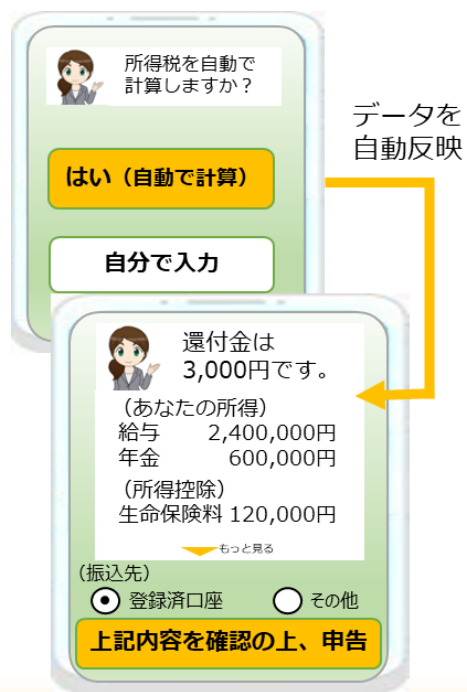 所得税を自動で
計算しますか？
はい（自動で計算）
自分で入力
データを
自動反映
還付金は
3,000円です。
（あなたの所得）
給与　2,400,000円
年金　600,000円
（所得控除）
生命保険料 120,000円
もっと見る
（振込先）
登録済口座　その他
上記内容を確認の上、申告